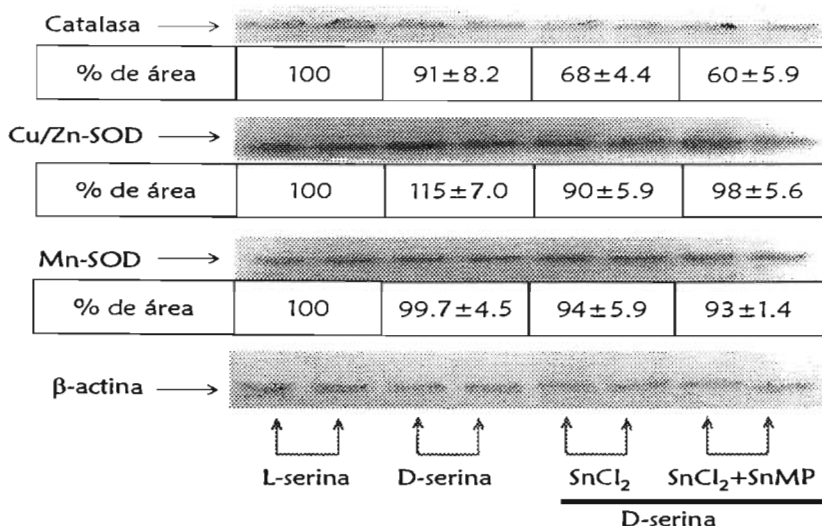 Catalasa
% de área 100 91±8.2 68±4.4 60±5.9
Cu/Zn-SOD
% de área 100 115±7.0 90±5.9 98±5.6
Mn-SOD
% de área 100 99.7±4.5 94±5.9 93±1.4
β-actina
L-serina D-serina SnCl₂ SnCl₂+SnMP
D-serina